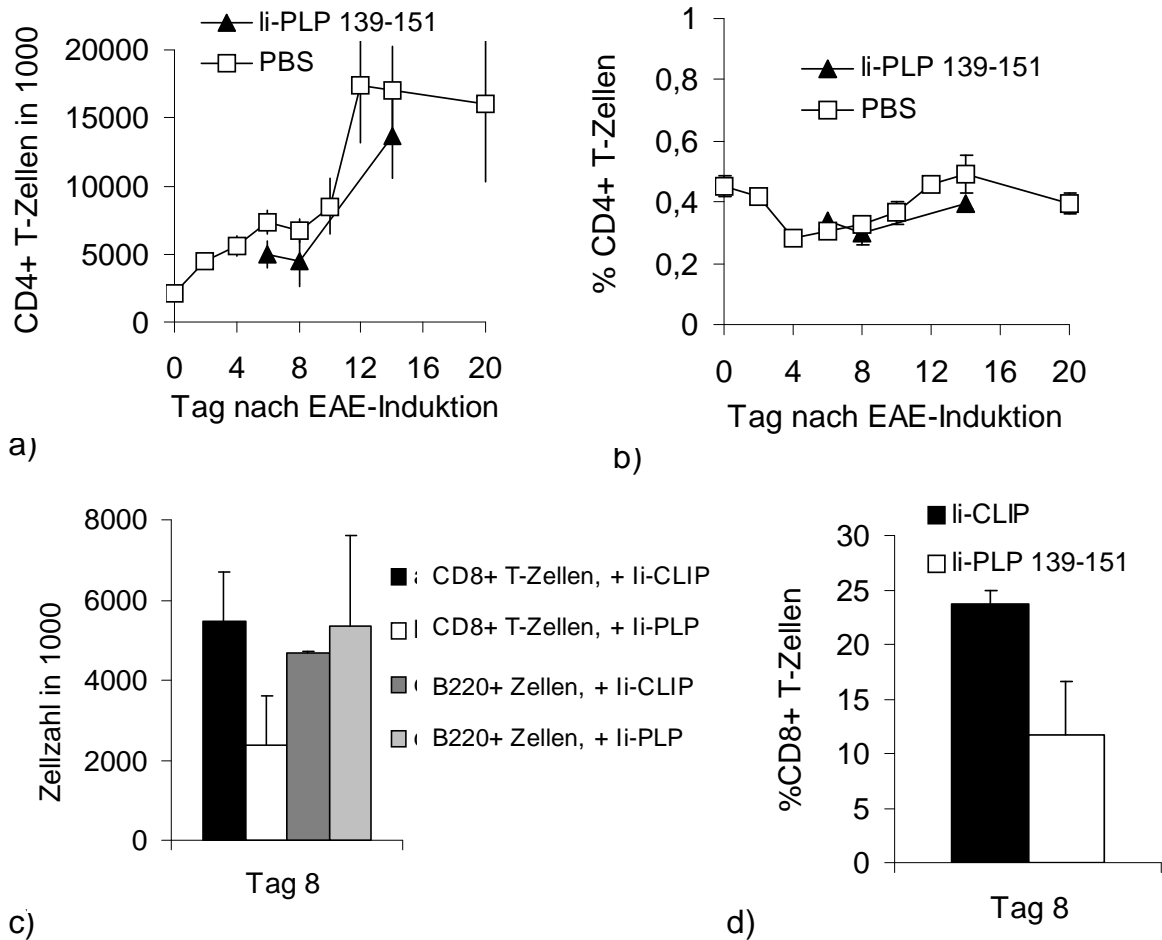 li-PLP 139-151
PBS
CD4+ T-Zellen in 1000
20000
15000
10000
5000
0
0 4 8 12 16 20
Tag nach EAE-Induktion
a)
li-PLP 139-151
PBS
% CD4+ T-Zellen
1
0,8
0,6
0,4
0,2
0
0 4 8 12 16 20
Tag nach EAE-Induktion
b)
Zellzahl in 1000
8000
6000
4000
2000
0
Tag 8
CD8+ T-Zellen, + Ii-CLIP
CD8+ T-Zellen, + Ii-PLP
B220+ Zellen, + Ii-CLIP
B220+ Zellen, + Ii-PLP
c)
li-CLIP
li-PLP 139-151
%CD8+ T-Zellen
30
25
20
15
10
5
0
Tag 8
d)